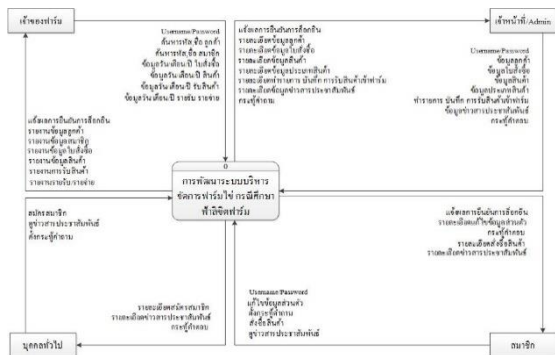 เจ้าของฟาร์ม
Username/Password
ค้นหารหัส,ชื่อ ลูกค้า
ค้นหารหัส,ชื่อ สมาชิก
ข้อมูลวัน/เดือน/ปี ใบสั่งซื้อ
ข้อมูลวัน/เดือน/ปี สินค้า
ข้อมูลวัน/เดือน/ปี รับสินค้า
ข้อมูลวัน/เดือน/ปี รายรับ รายจ่าย
แจ้งผลการยืนยันการล็อกอิน
รายละเอียดข้อมูลลูกค้า
รายละเอียดข้อมูลใบสั่งซื้อ
รายละเอียดข้อมูลสินค้า
รายละเอียดข้อมูลประเภทสินค้า
รายละเอียดทำรายการ บันทึก การรับสินค้าเข้าฟาร์ม
รายละเอียดข้อมูลข่าวสารประชาสัมพันธ์
กระทู้คำถาม
เจ้าหน้าที่/Admin
Username/Password
ข้อมูลลูกค้า
ข้อมูลใบสั่งซื้อ
ข้อมูลสินค้า
ข้อมูลประเภทสินค้า
ทำรายการ บันทึก การรับสินค้าเข้าฟาร์ม
ข้อมูลข่าวสารประชาสัมพันธ์
กระทู้คำตอบ
แจ้งผลการยืนยันการล็อกอิน
รายงานข้อมูลลูกค้า
รายงานข้อมูลสมาชิก
รายงานข้อมูลใบสั่งซื้อ
รายงานข้อมูลสินค้า
รายงานการรับสินค้า
รายงานรายรับ/รายจ่าย
0
การพัฒนาระบบบริหาร
จัดการฟาร์มไข่ กรณีศึกษา
ฟ้าลิขิตฟาร์ม
สมัครสมาชิก
ดูข่าวสารประชาสัมพันธ์
ตั้งกระทู้คำถาม
รายละเอียดสมัครสมาชิก
รายละเอียดข่าวสารประชาสัมพันธ์
กระทู้คำตอบ
บุคคลทั่วไป
Username/Password
แก้ไขข้อมูลส่วนตัว
ตั้งกระทู้คำถาม
สั่งซื้อสินค้า
ดูข่าวสารประชาสัมพันธ์
แจ้งผลการยืนยันการล็อกอิน
รายละเอียดแก้ไขข้อมูลส่วนตัว
กระทู้คำตอบ
รายละเอียดสั่งซื้อสินค้า
รายละเอียดข่าวสารประชาสัมพันธ์
สมาชิก